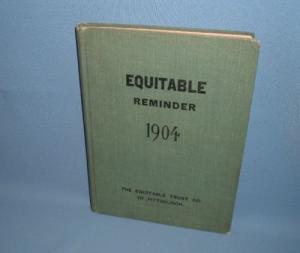 EQUITABLE
REMINDER
1904
THE EQUITABLE TRUST CO.
OF PITTSBURGH.